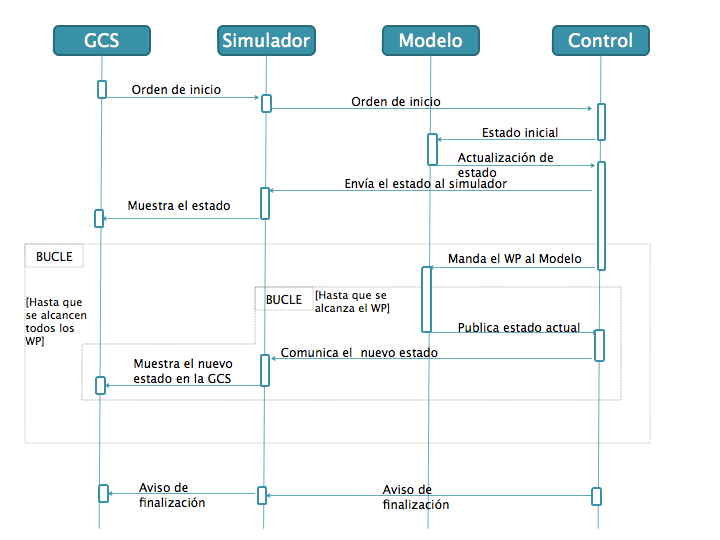 GCS
Simulador
Modelo
Control
Orden de inicio
Orden de inicio
Estado inicial
Actualización de
estado
Envía el estado al simulador
Muestra el estado
BUCLE
Manda el WP al Modelo
[Hasta que
se alcancen
todos los
WP]
BUCLE
[Hasta que se
alcanza el WP]
Publica estado actual
Comunica el nuevo estado
Muestra el nuevo
estado en la GCS
Aviso de
finalización
Aviso de
finalización